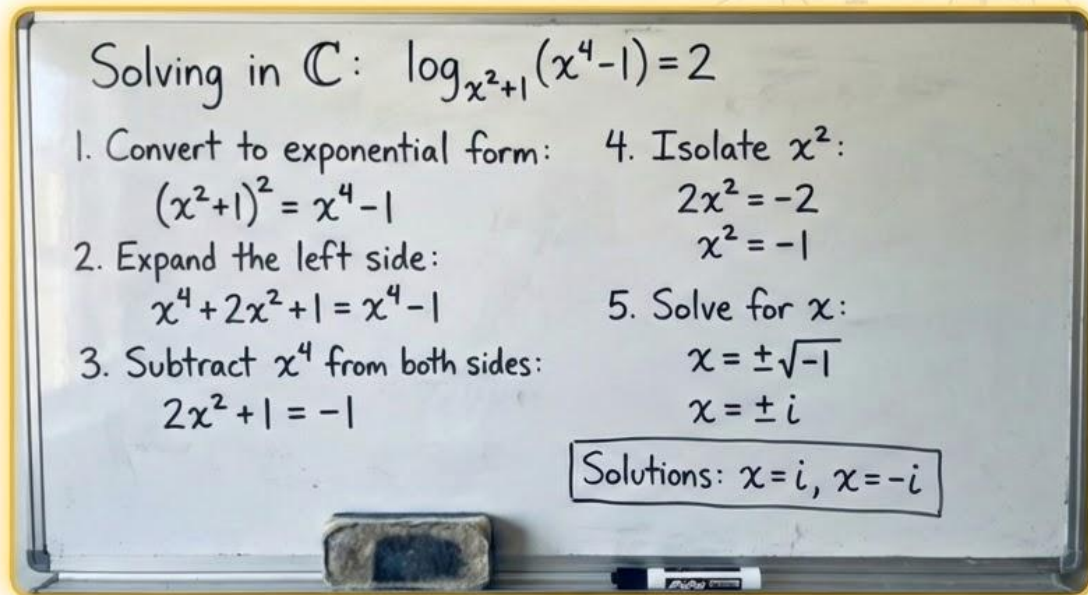 Solving in ℂ: log_{x²+1}(x⁴-1)=2
1. Convert to exponential form:
(x²+1)² = x⁴-1
2. Expand the left side:
x⁴+2x²+1 = x⁴-1
3. Subtract x⁴ from both sides:
2x²+1 = -1
4. Isolate x²:
2x² = -2
x² = -1
5. Solve for x:
x = ±√-1
x = ± i
Solutions: x=i, x=-i